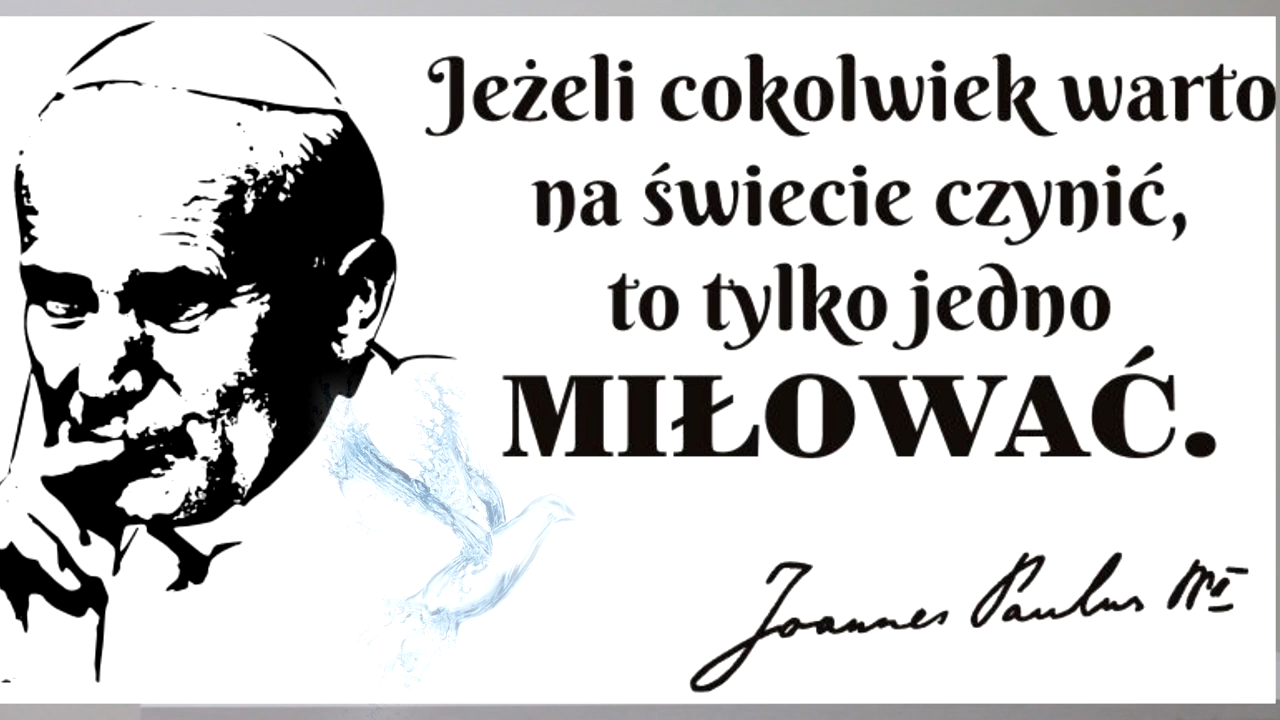 Jeżeli cokolwiek warto
na świecie czynić,
to tylko jedno
MIŁOWAĆ.
Joannes Paulus PP II